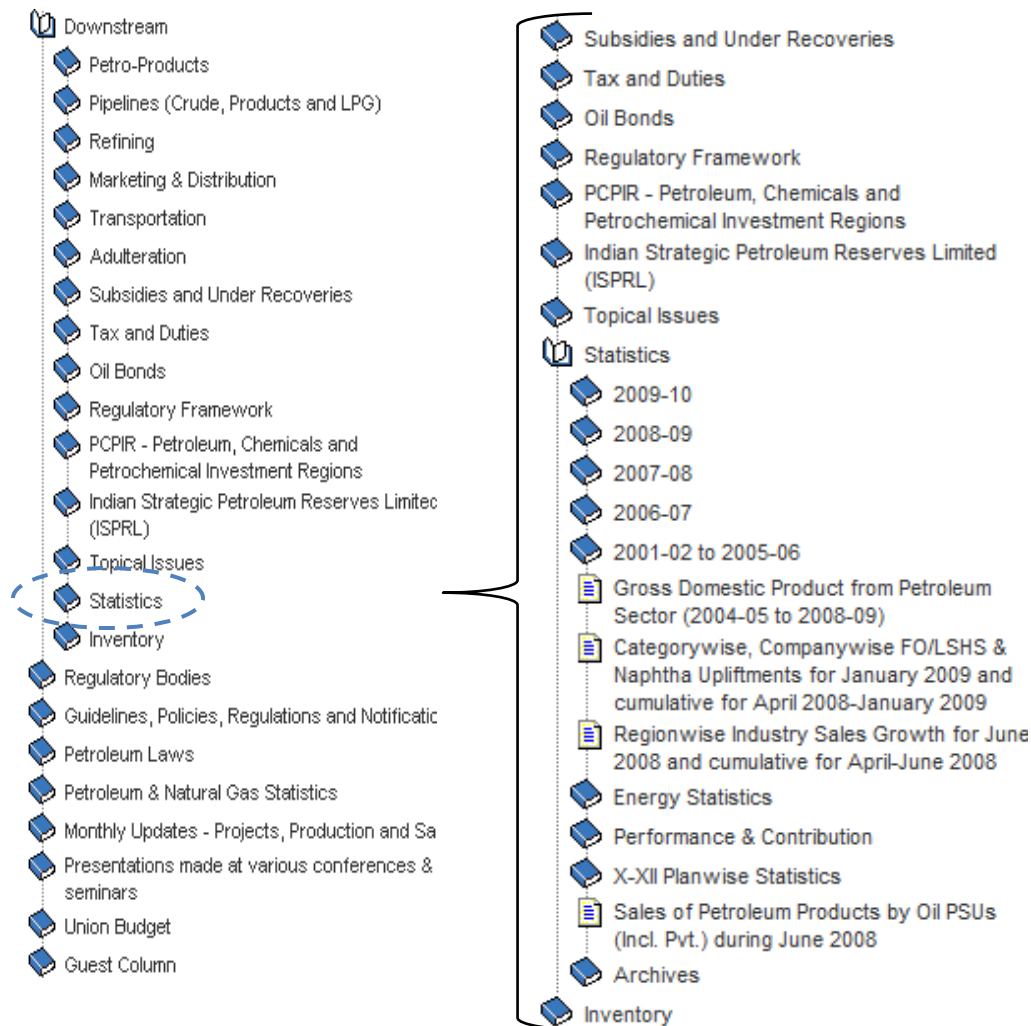 Downstream
Petro-Products
Pipelines (Crude, Products and LPG)
Refining
Marketing & Distribution
Transportation
Adulteration
Subsidies and Under Recoveries
Tax and Duties
Oil Bonds
Regulatory Framework
PCPIR - Petroleum, Chemicals and
Petrochemical Investment Regions
Indian Strategic Petroleum Reserves
(ISPRL)
Topical Issues
Statistics
Inventory
Regulatory Bodies
Guidelines, Policies, Regulations and
Petroleum Laws
Petroleum & Natural Gas Statistics
Monthly Updates - Projects, Production and
Presentations made at various conferences &
seminars
Union Budget
Guest Column
Subsidies and Under Recoveries
Tax and Duties
Oil Bonds
Regulatory Framework
PCPIR - Petroleum, Chemicals and
Petrochemical Investment Regions
Indian Strategic Petroleum Reserves Limited
(ISPRL)
Topical Issues
Statistics
2009-10
2008-09
2007-08
2006-07
2001-02 to 2005-06
Gross Domestic Product from Petroleum
Sector (2004-05 to 2008-09)
Categorywise, Companywise FO/LSHS &
Naphtha Upliftments for January 2009 and
cumulative for April 2008-January 2009
Regionwise Industry Sales Growth for June
2008 and cumulative for April-June 2008
Energy Statistics
Performance & Contribution
X-XII Planwise Statistics
Sales of Petroleum Products by Oil PSUs
(Incl. Pvt.) during June 2008
Archives
Inventory